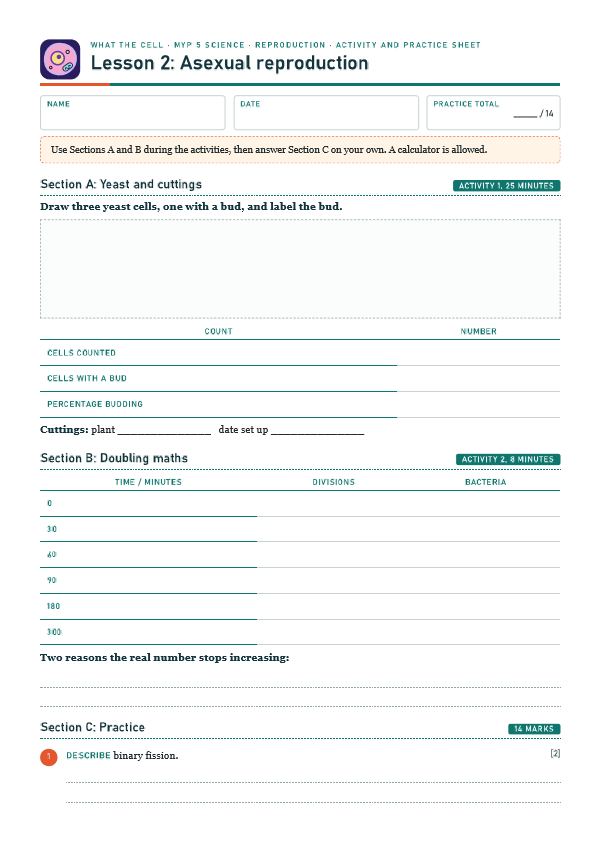 WHAT THE CELL · MYP 5 SCIENCE · REPRODUCTION · ACTIVITY AND PRACTICE SHEET
Lesson 2: Asexual reproduction
NAME
DATE
PRACTICE TOTAL
_____ / 14
Use Sections A and B during the activities, then answer Section C on your own. A calculator is allowed.
Section A: Yeast and cuttings
ACTIVITY 1, 25 MINUTES
Draw three yeast cells, one with a bud, and label the bud.
COUNT NUMBER
CELLS COUNTED
CELLS WITH A BUD
PERCENTAGE BUDDING
Cuttings: plant __________________ date set up __________________
Section B: Doubling maths
ACTIVITY 2, 8 MINUTES
TIME / MINUTES DIVISIONS BACTERIA
0
30
60
90
180
300
Two reasons the real number stops increasing:
Section C: Practice
14 MARKS
1 DESCRIBE binary fission. [2]